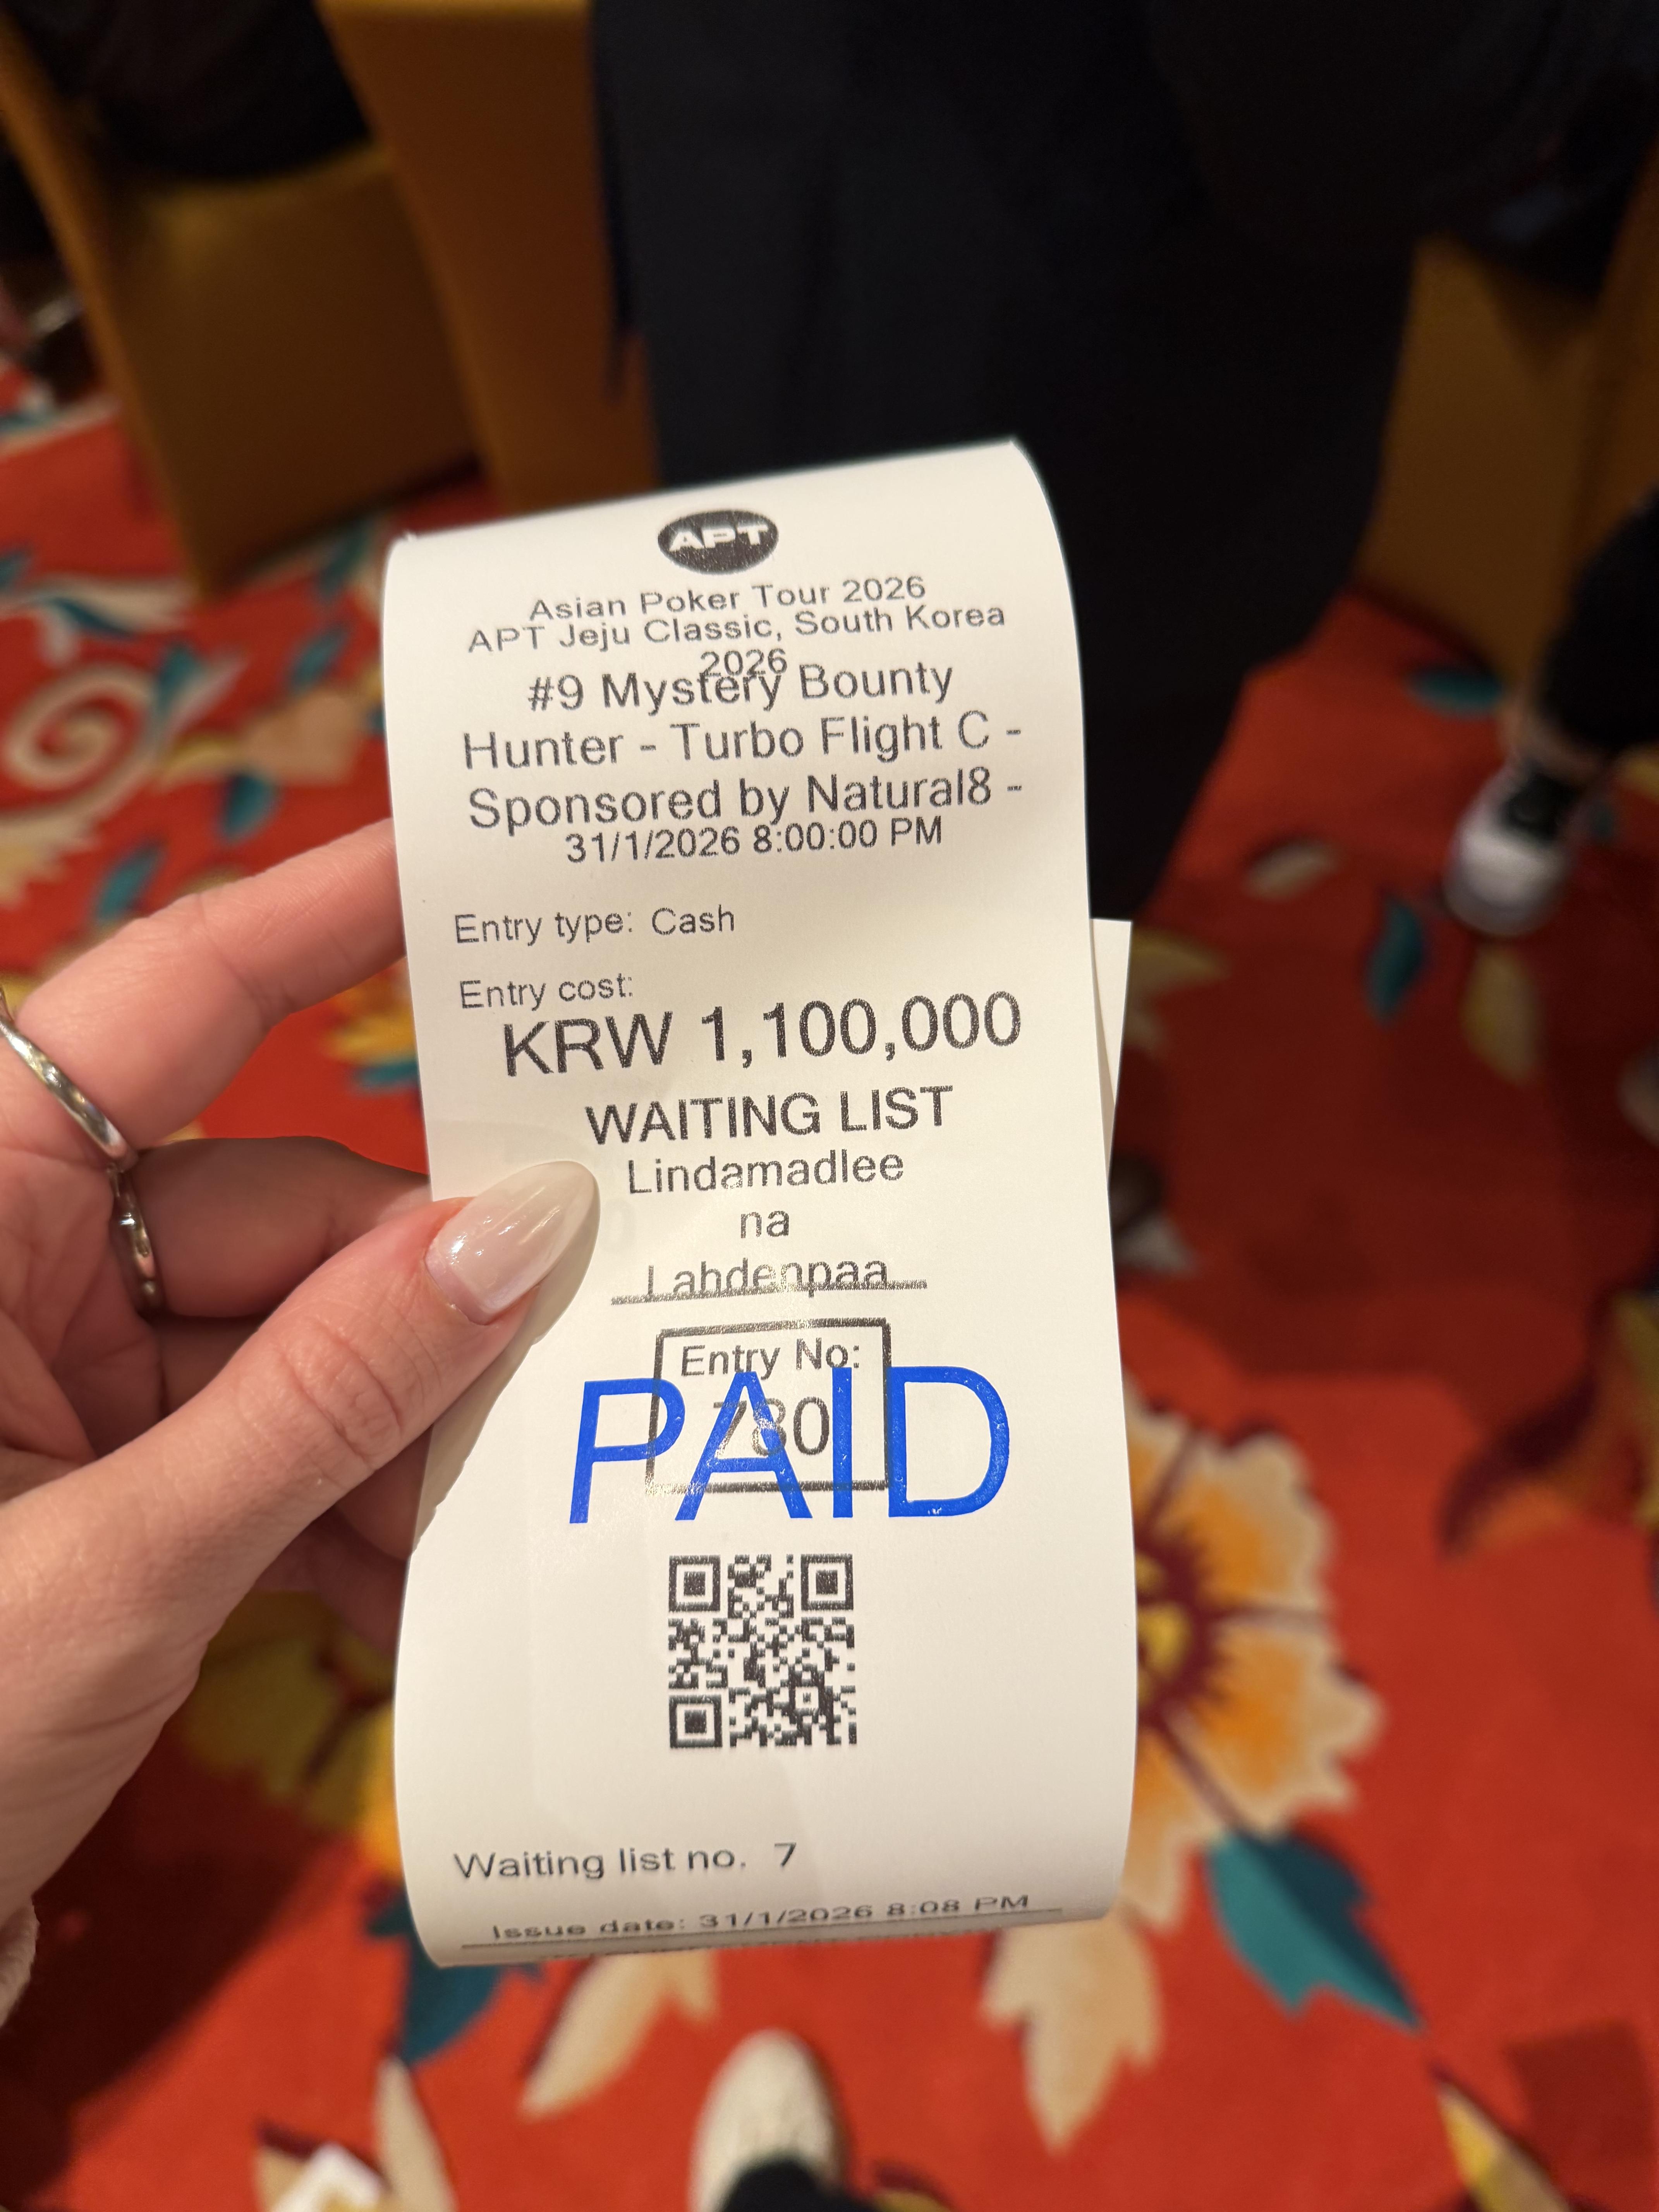 APT
Asian Poker Tour 2026
APT Jeju Classic, South Korea
2026
#9 Mystery Bounty
Hunter - Turbo Flight C -
Sponsored by Natural8 -
31/1/2026 8:00:00 PM
Entry type: Cash
Entry cost:
KRW 1,100,000
WAITING LIST
Lindamadlee
na
Lahdenpaa
Entry No:
780
PAID
Waiting list no. 7
Issue date: 31/1/2026 8:08 PM